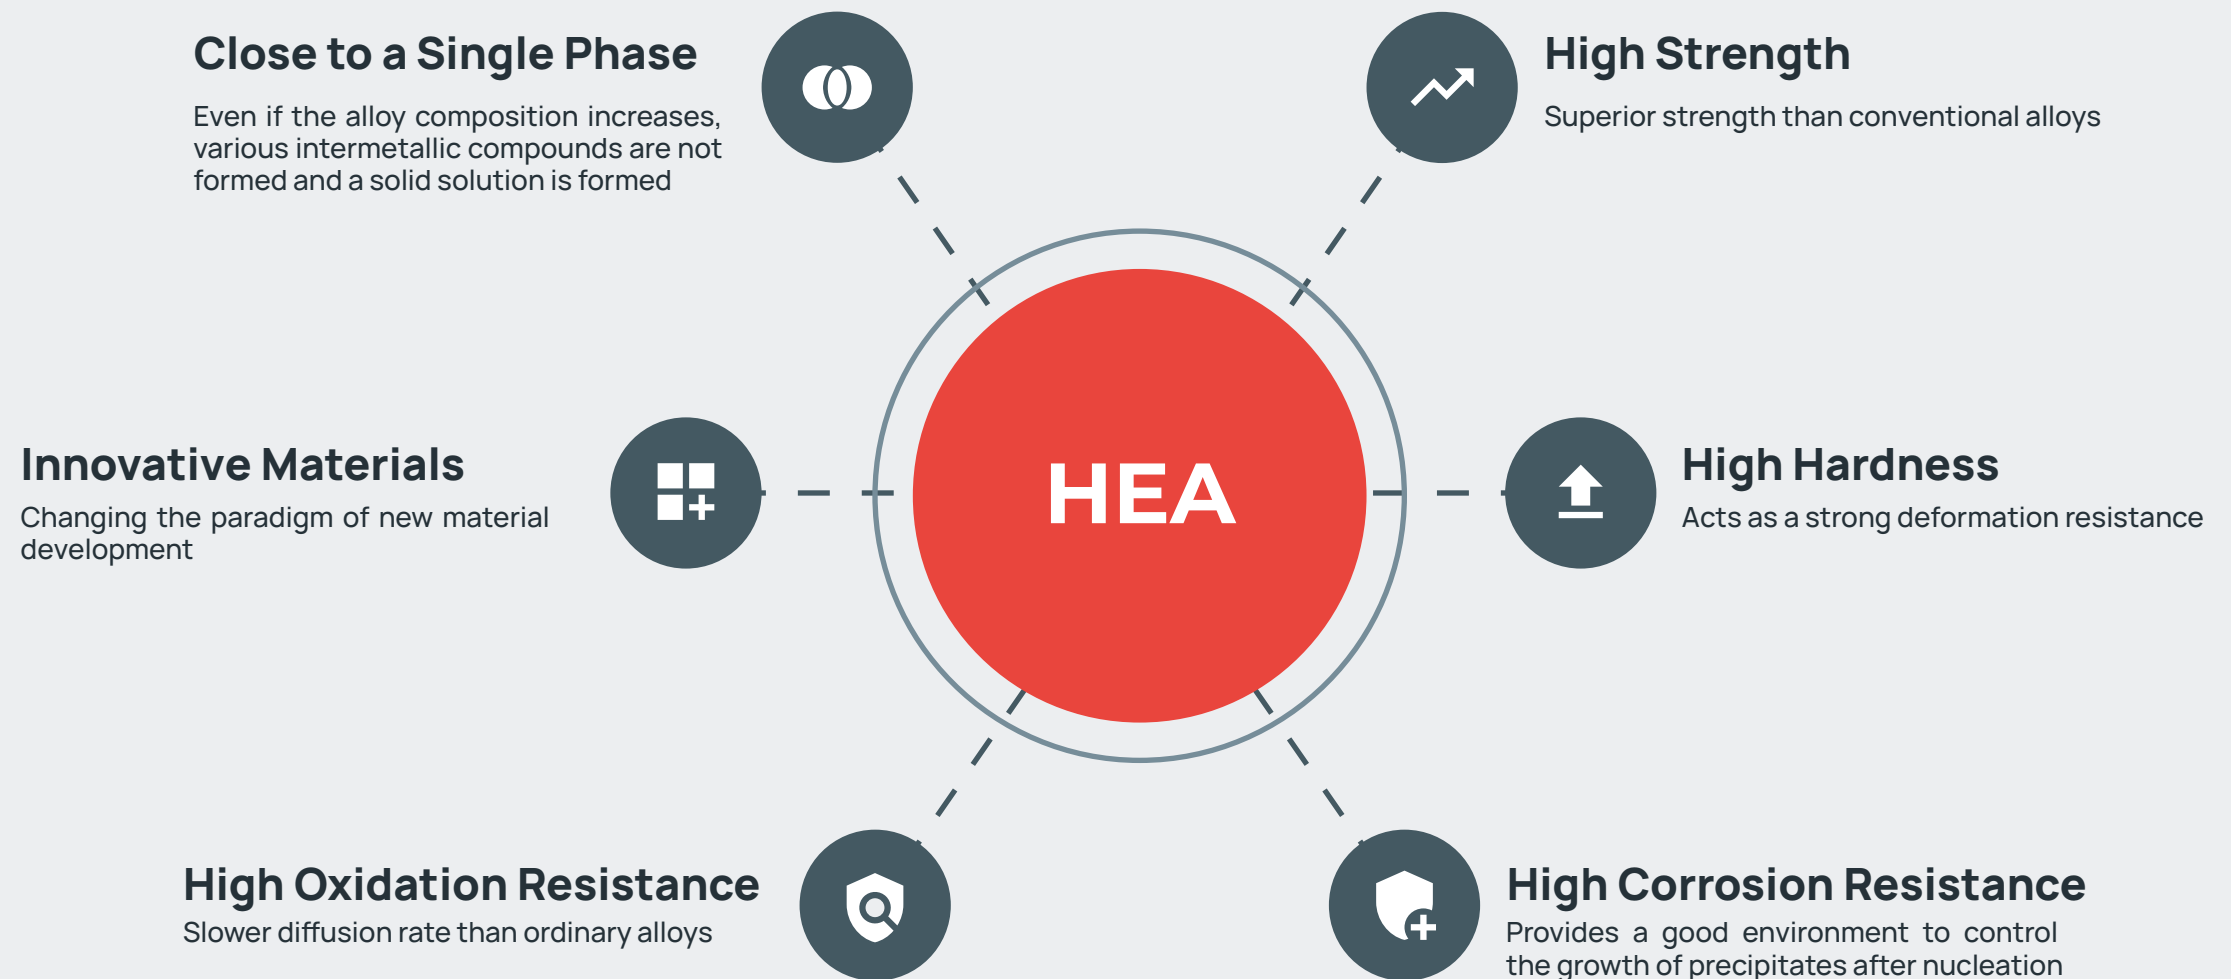 Close to a Single Phase
Even if the alloy composition increases,
various intermetallic compounds are not
formed and a solid solution is formed
High Strength
Superior strength than conventional alloys
Innovative Materials
Changing the paradigm of new material
development
HEA
High Hardness
Acts as a strong deformation resistance
High Oxidation Resistance
Slower diffusion rate than ordinary alloys
High Corrosion Resistance
Provides a good environment to control
the growth of precipitates after nucleation